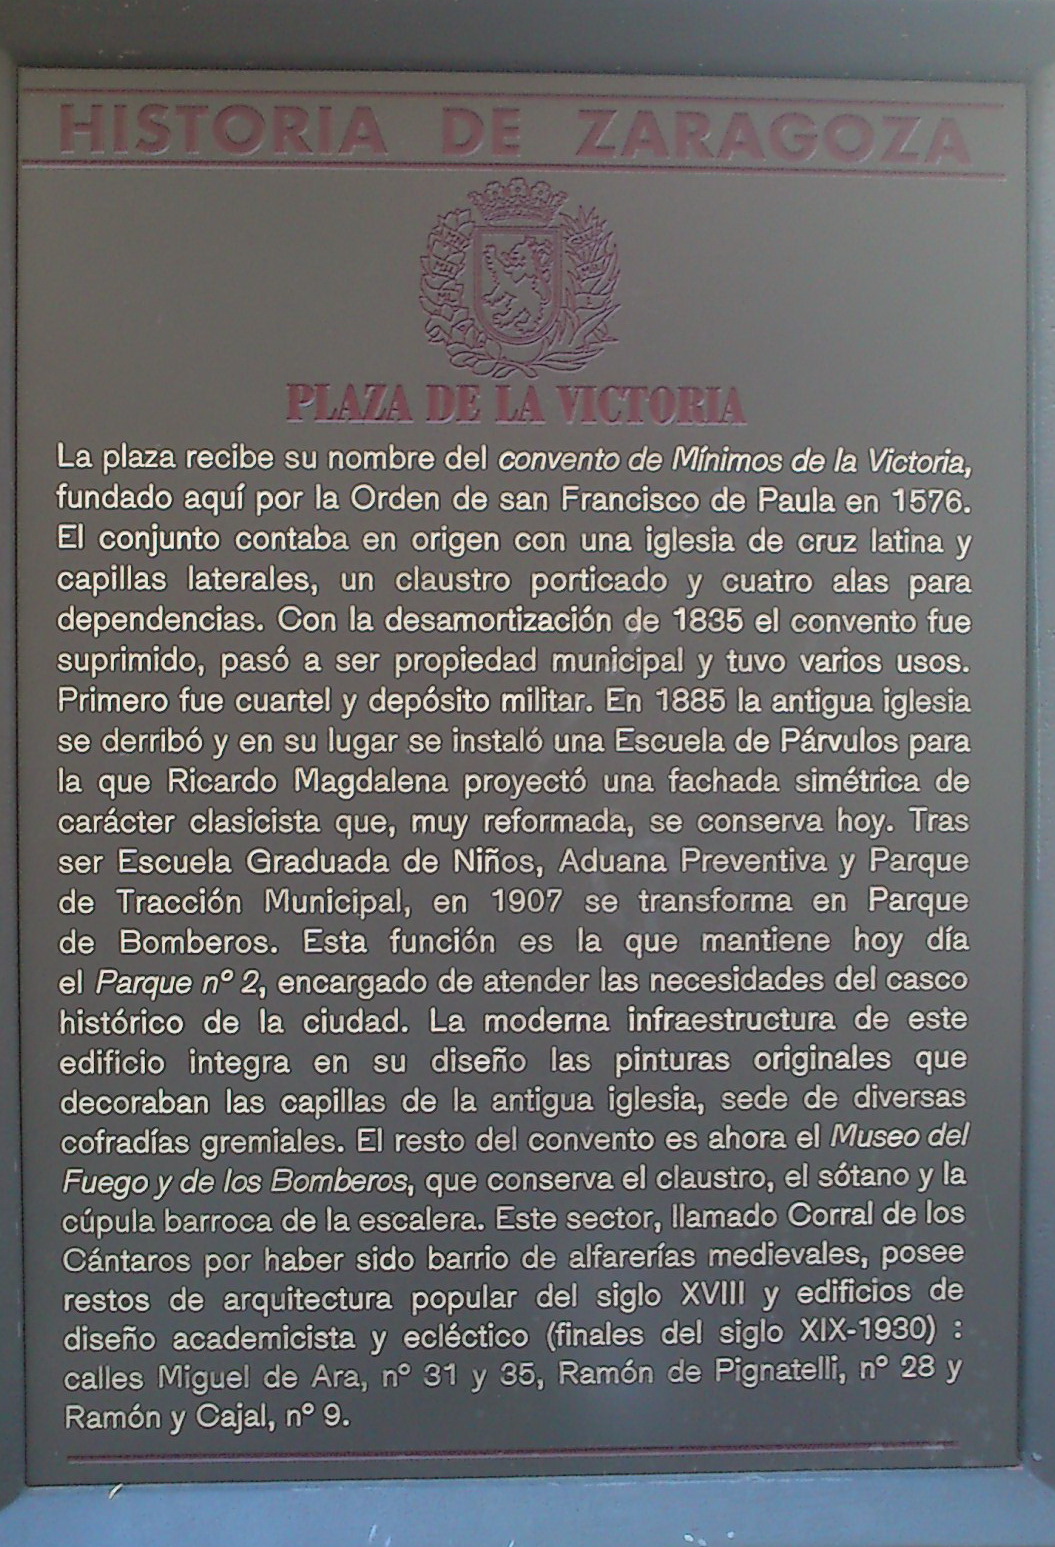 HISTORIA DE ZARAGOZA
PLAZA DE LA VICTORIA
La plaza recibe su nombre del convento de Mínimos de la Victoria,
fundado aquí por la Orden de san Francisco de Paula en 1576.
El conjunto contaba en origen con una iglesia de cruz latina y
capillas laterales, un claustro porticado y cuatro alas para
dependencias. Con la desamortización de 1835 el convento fue
suprimido, pasó a ser propiedad municipal y tuvo varios usos.
Primero fue cuartel y depósito militar. En 1885 la antigua iglesia
se derribó y en su lugar se instaló una Escuela de Párvulos para
la que Ricardo Magdalena proyectó una fachada simétrica de
carácter clasicista que, muy reformada, se conserva hoy. Tras
ser Escuela Graduada de Niños, Aduana Preventiva y Parque
de Tracción Municipal, en 1907 se transforma en Parque
de Bomberos. Esta función es la que mantiene hoy día
el Parque nº 2, encargado de atender las necesidades del casco
histórico de la ciudad. La moderna infraestructura de este
edificio integra en su diseño las pinturas originales que
decoraban las capillas de la antigua iglesia, sede de diversas
cofradías gremiales. El resto del convento es ahora el Museo del
Fuego y de los Bomberos, que conserva el claustro, el sótano y la
cúpula barroca de la escalera. Este sector, llamado Corral de los
Cántaros por haber sido barrio de alfarerías medievales, posee
restos de arquitectura popular del siglo XVIII y edificios de
diseño academicista y ecléctico (finales del siglo XIX-1930) :
calles Miguel de Ara, nº 31 y 35, Ramón de Pignatelli, nº 28 y
Ramón y Cajal, nº 9.